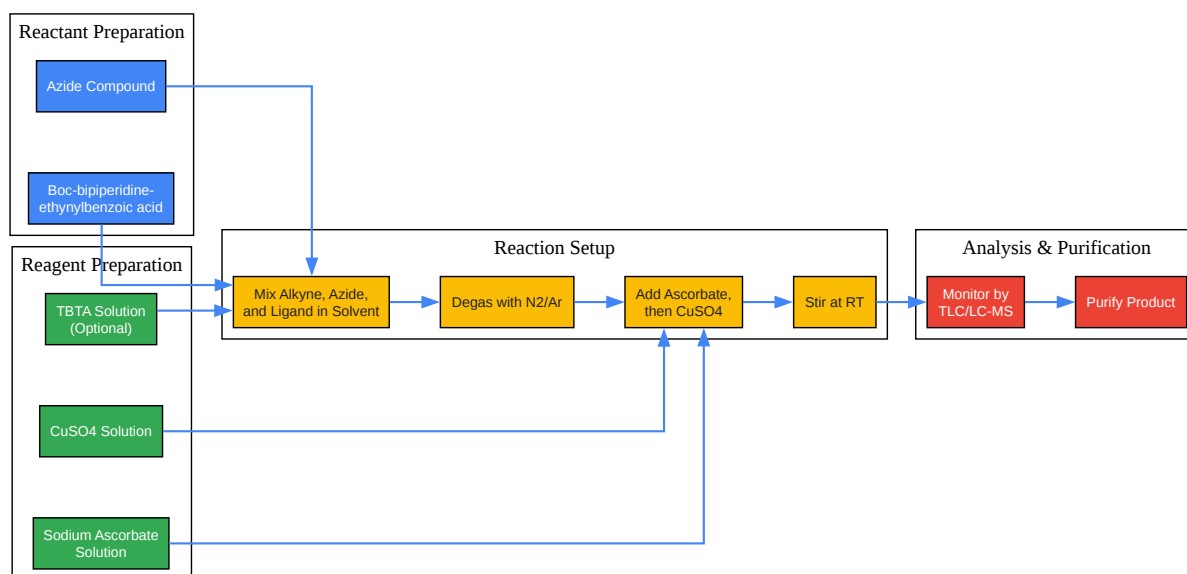 Reactant Preparation
Azide Compound
Boc-bipiperidine-
ethynylbenzoic acid
Reagent Preparation
TBTA Solution
(Optional)
CuSO4 Solution
Sodium Ascorbate
Solution
Reaction Setup
Mix Alkyne, Azide,
and Ligand in Solvent
Degas with N2/Ar
Add Ascorbate,
then CuSO4
Stir at RT
Analysis & Purification
Monitor by
TLC/LC-MS
Purify Product